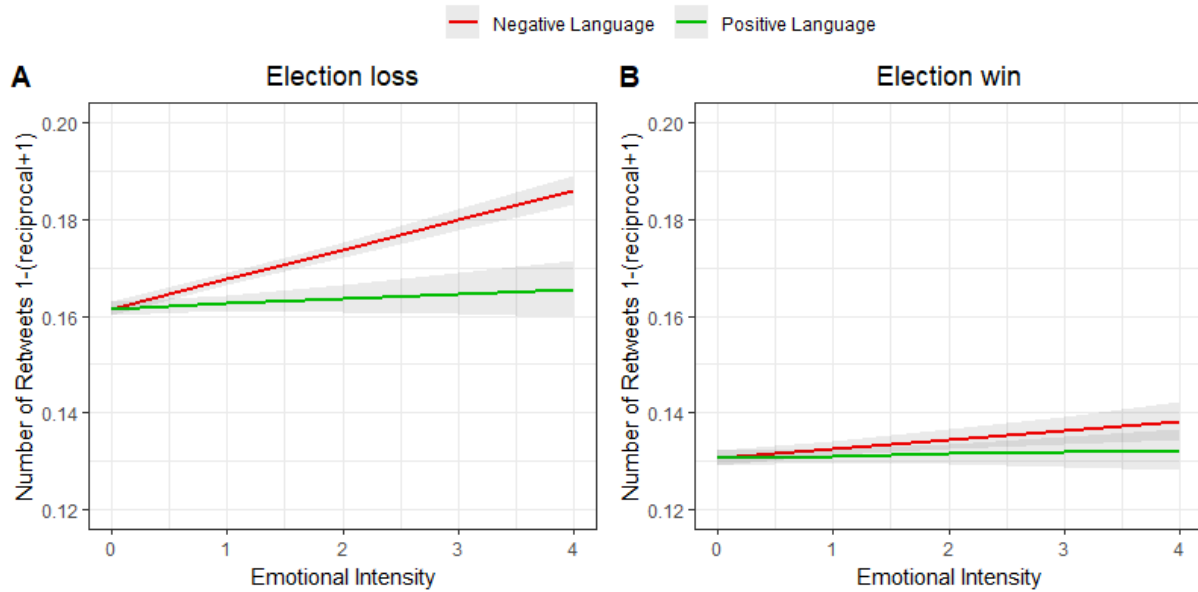 Negative Language Positive Language
A Election loss
Number of Retweets 1-(reciprocal+1)
0.20
0.18
0.16
0.14
0.12
0 1 2 3 4
Emotional Intensity
B Election win
Number of Retweets 1-(reciprocal+1)
0.20
0.18
0.16
0.14
0.12
0 1 2 3 4
Emotional Intensity